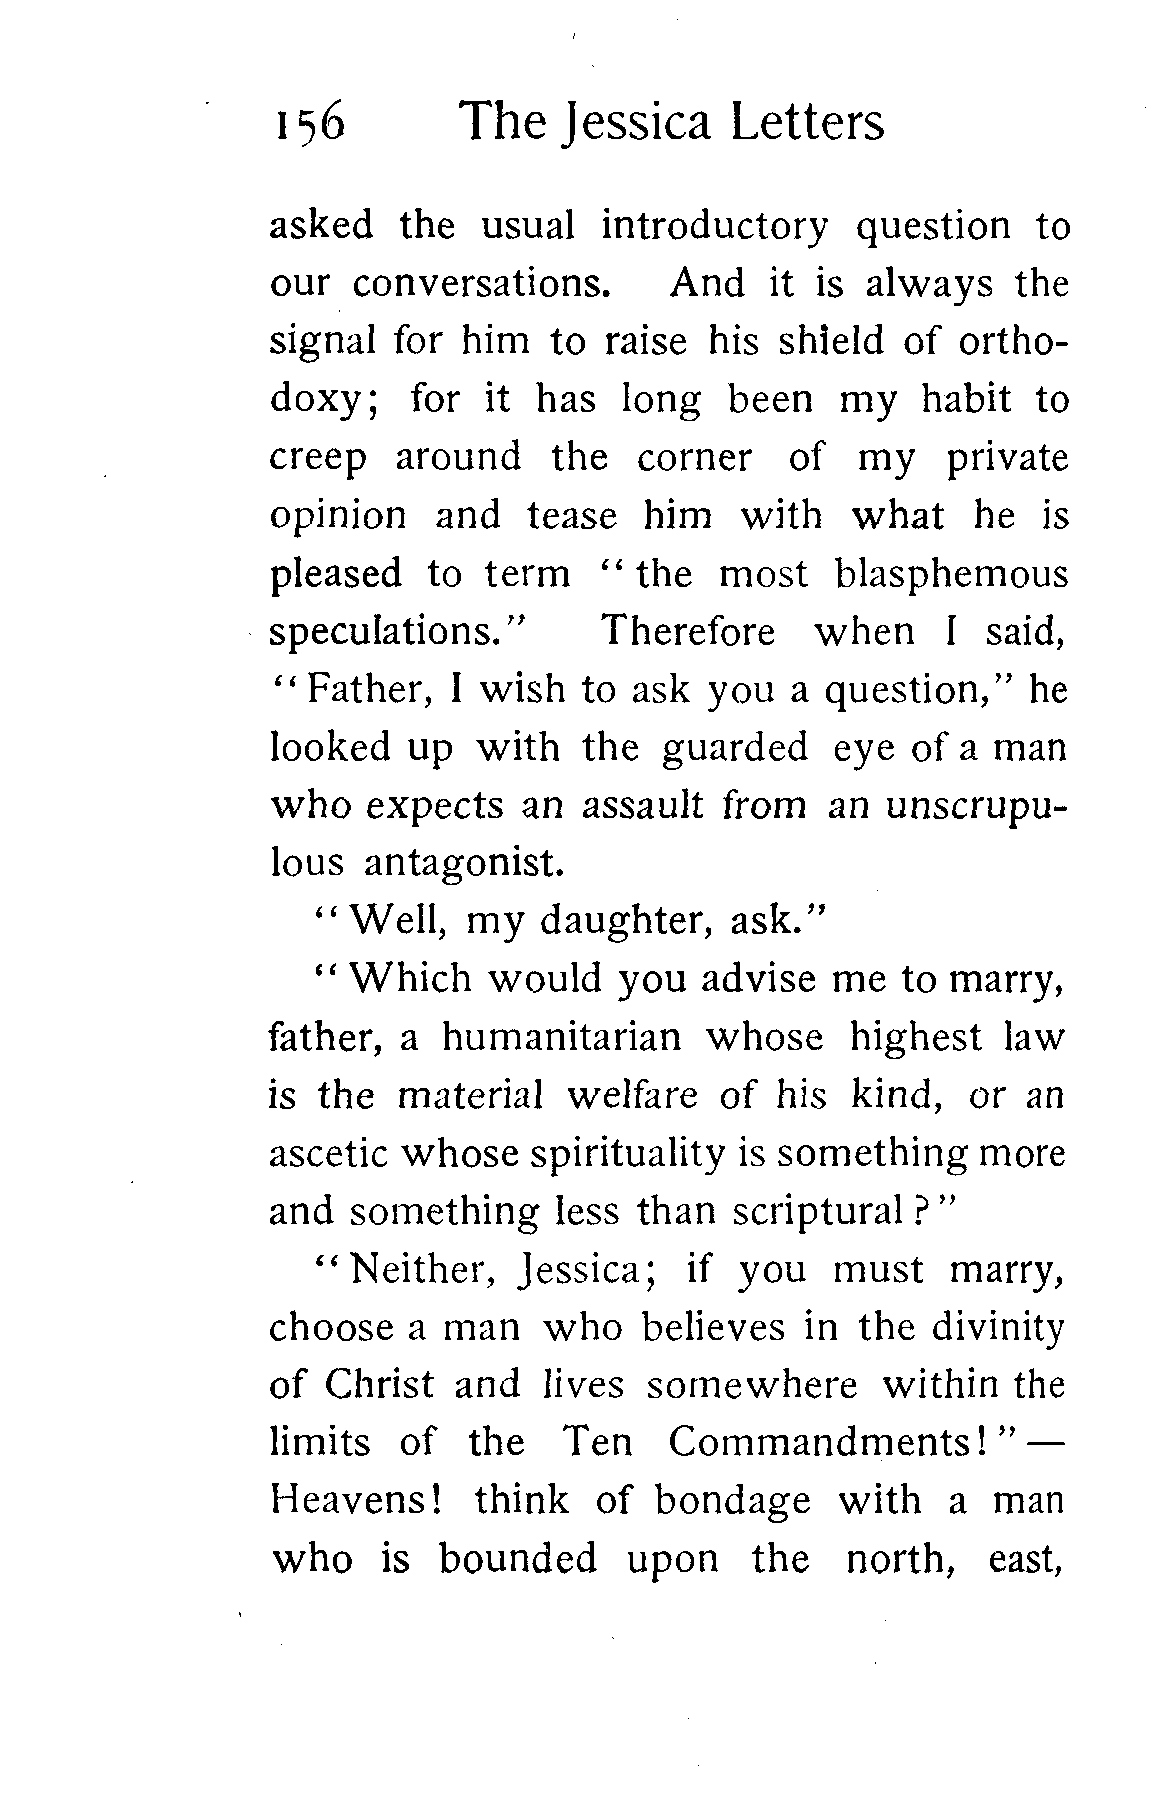 156 The Jessica Letters
asked the usual introductory question to
our conversations. And it is always the
signal for him to raise his shield of ortho-
doxy; for it has long been my habit to
creep around the corner of my private
opinion and tease him with what he is
pleased to term "the most blasphemous
speculations." Therefore when I said,
"Father, I wish to ask you a question," he
looked up with the guarded eye of a man
who expects an assault from an unscrupu-
lous antagonist.
"Well, my daughter, ask."
"Which would you advise me to marry,
father, a humanitarian whose highest law
is the material welfare of his kind, or an
ascetic whose spirituality is something more
and something less than scriptural?"
"Neither, Jessica; if you must marry,
choose a man who believes in the divinity
of Christ and lives somewhere within the
limits of the Ten Commandments!"—
Heavens! think of bondage with a man
who is bounded upon the north, east,